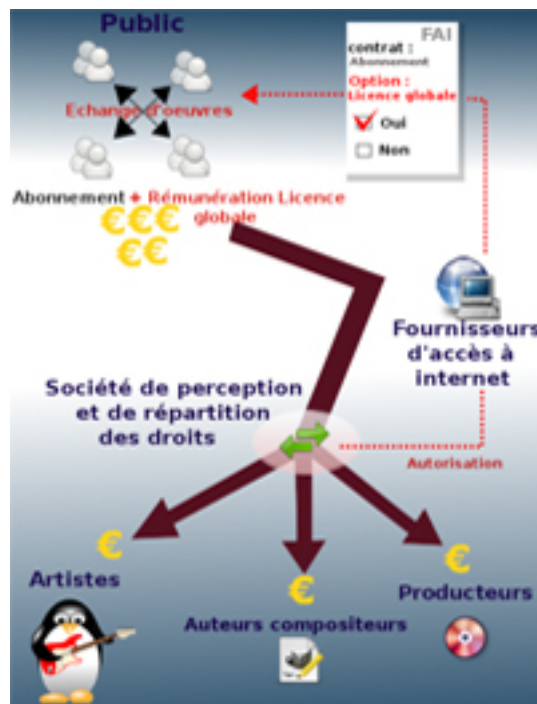 Public
FAI
contrat :
Abonnement
Option :
Licence globale
Oui
Non
Echange d'oeuvres
Abonnement + Rémunération Licence
globale
€€€
€€
Fournisseurs
d'accès à
internet
Société de perception
et de répartition
des droits
Autorisation
€
€
€
Artistes
Producteurs
Auteurs compositeurs